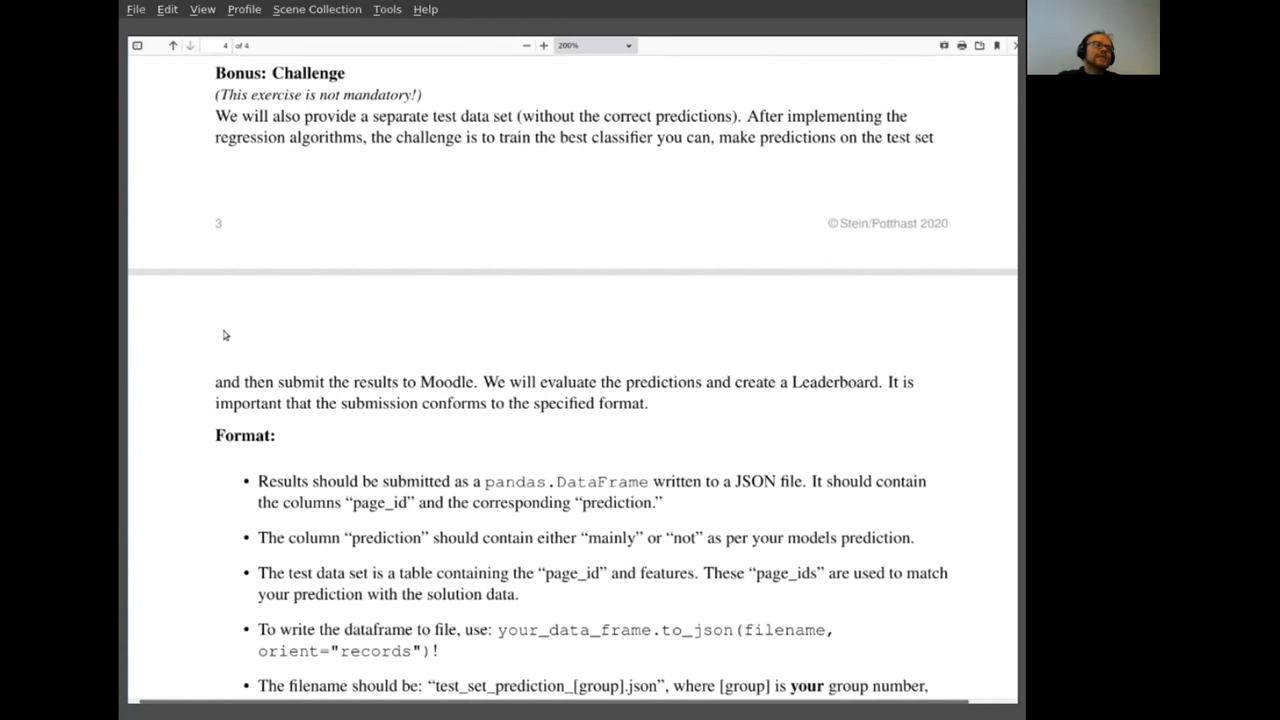 File Edit View Profile Scene Collection Tools Help
4 of 4
200%
Bonus: Challenge
(This exercise is not mandatory!)
We will also provide a separate test data set (without the correct predictions). After implementing the
regression algorithms, the challenge is to train the best classifier you can, make predictions on the test set
3
© Stein/Potthast 2020
and then submit the results to Moodle. We will evaluate the predictions and create a Leaderboard. It is
important that the submission conforms to the specified format.
Format:
• Results should be submitted as a pandas.DataFrame written to a JSON file. It should contain
the columns “page_id” and the corresponding “prediction.”
• The column “prediction” should contain either “mainly” or “not” as per your models prediction.
• The test data set is a table containing the “page_id” and features. These “page_ids” are used to match
your prediction with the solution data.
• To write the dataframe to file, use: your_data_frame.to_json(filename,
orient="records")!
• The filename should be: “test_set_prediction_[group].json”, where [group] is your group number,